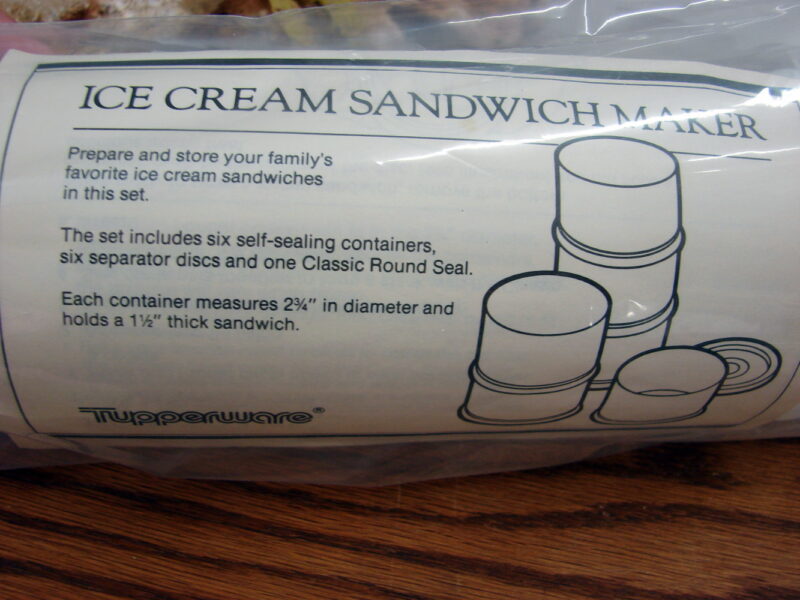 ICE CREAM SANDWICH MAKER
Prepare and store your family's
favorite ice cream sandwiches
in this set.
The set includes six self-sealing containers,
six separator discs and one Classic Round Seal.
Each container measures 2¾" in diameter and
holds a 1½" thick sandwich.
Tupperware®